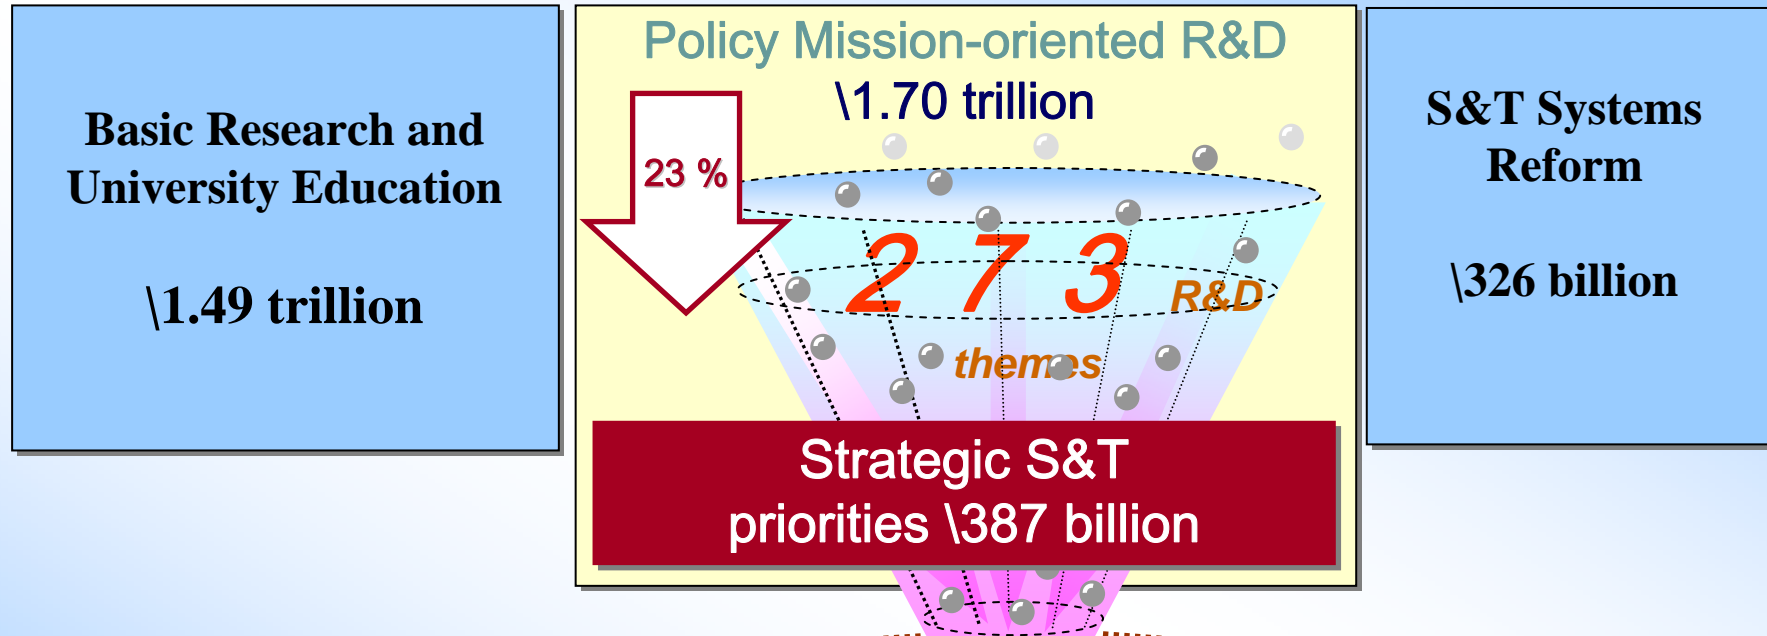 Basic Research and
University Education
\1.49 trillion
Policy Mission-oriented R&D
\1.70 trillion
23 %
2 7 3 R&D
themes
Strategic S&T
priorities \387 billion
S&T Systems
Reform
\326 billion